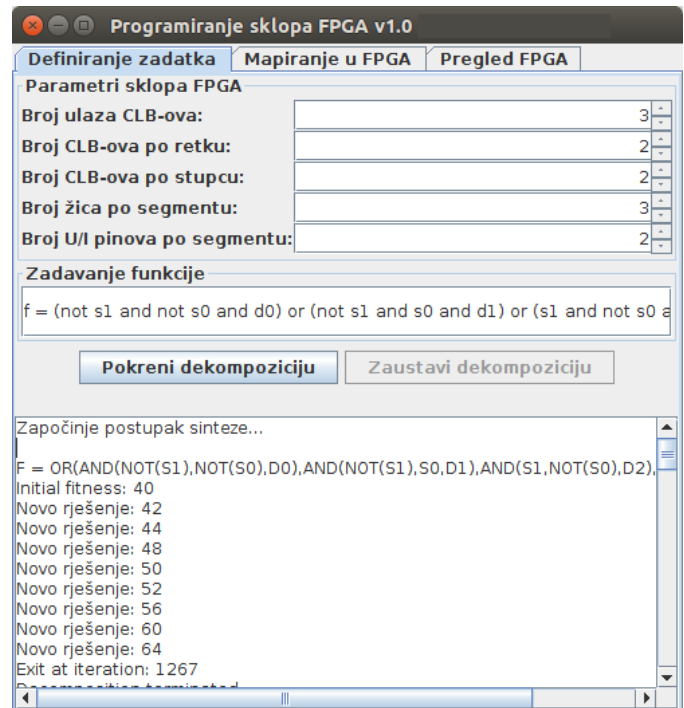 Programiranje sklopa FPGA v1.0
Definiranje zadatka Mapiranje u FPGA Pregled FPGA
Parametri sklopa FPGA
Broj ulaza CLB-ova: 3
Broj CLB-ova po retku: 2
Broj CLB-ova po stupcu: 2
Broj žica po segmentu: 3
Broj U/I pinova po segmentu: 2
Zadavanje funkcije
f = (not s1 and not s0 and d0) or (not s1 and s0 and d1) or (s1 and not s0 a
Pokreni dekompoziciju Zaustavi dekompoziciju
Započinje postupak sinteze...
F = OR(AND(NOT(S1),NOT(S0),D0),AND(NOT(S1),S0,D1),AND(S1,NOT(S0),D2),
Initial fitness: 40
Novo rješenje: 42
Novo rješenje: 44
Novo rješenje: 48
Novo rješenje: 50
Novo rješenje: 52
Novo rješenje: 56
Novo rješenje: 60
Novo rješenje: 64
Exit at iteration: 1267
Decomposition terminated